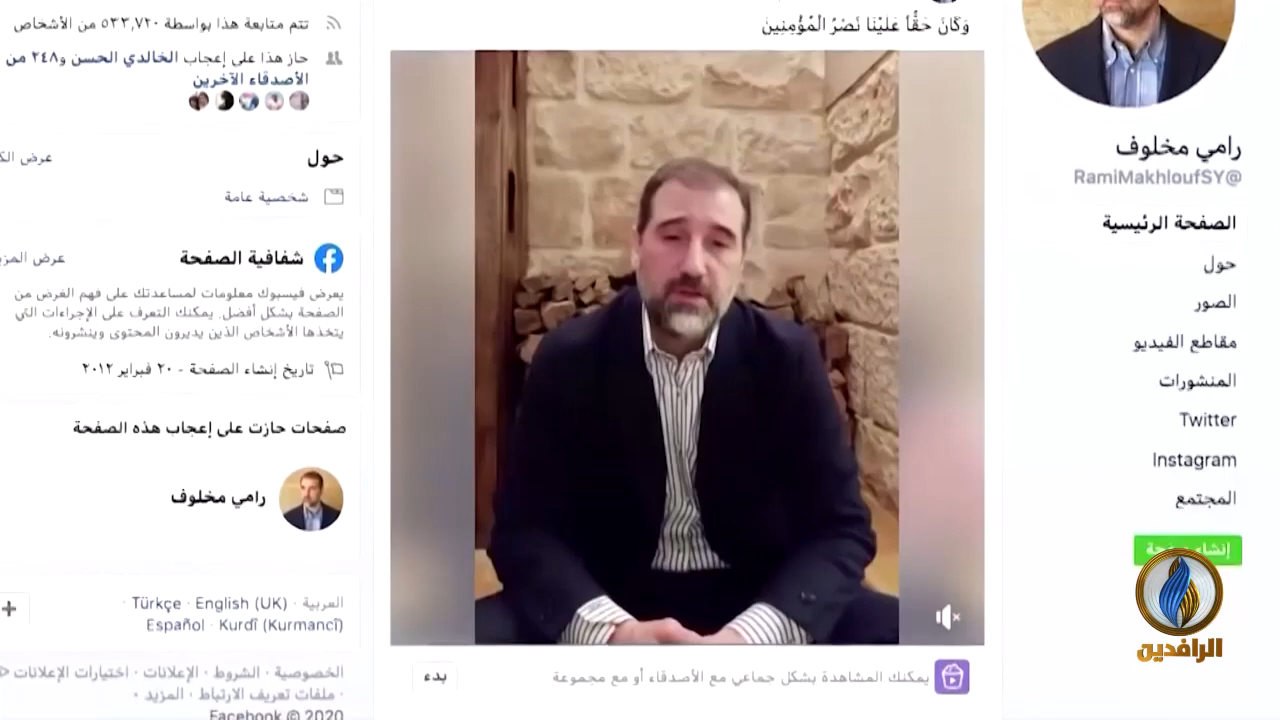 رامي مخلوف
@RamiMakhloufSY
الصفحة الرئيسية
حول
الصور
مقاطع الفيديو
المنشورات
Twitter
Instagram
المجتمع
إنشاء صفحة
الرافدين
وَكَانَ حَقًّا عَلَيْنَا نَصْرُ الْمُؤْمِنِينَ
يمكنك المشاهدة بشكل جماعي مع الأصدقاء أو مع مجموعة
بدء
تتم متابعة هذا بواسطة ٥٣٣,٧٢٠ من الأشخاص
حاز هذا على إعجاب الخالدي الحسن و٢٤٨ من
الأصدقاء الآخرين
حول
عرض
شخصية عامة
شفافية الصفحة
عرض
يعرض فيسبوك معلومات لمساعدتك على فهم الغرض من
الصفحة بشكل أفضل. يمكنك التعرف على الإجراءات التي
يتخذها الأشخاص الذين يديرون المحتوى وينشرونه.
تاريخ إنشاء الصفحة - ٢٠ فبراير ٢٠١٢
صفحات حازت على إعجاب هذه الصفحة
رامي مخلوف
العربية · English (UK) · Türkçe ·
Español · Kurdî (Kurmancî)
الخصوصية · الشروط · الإعلانات · اختيارات الإعلانات
· ملفات تعريف الارتباط · المزيد ·
Facebook © 2020